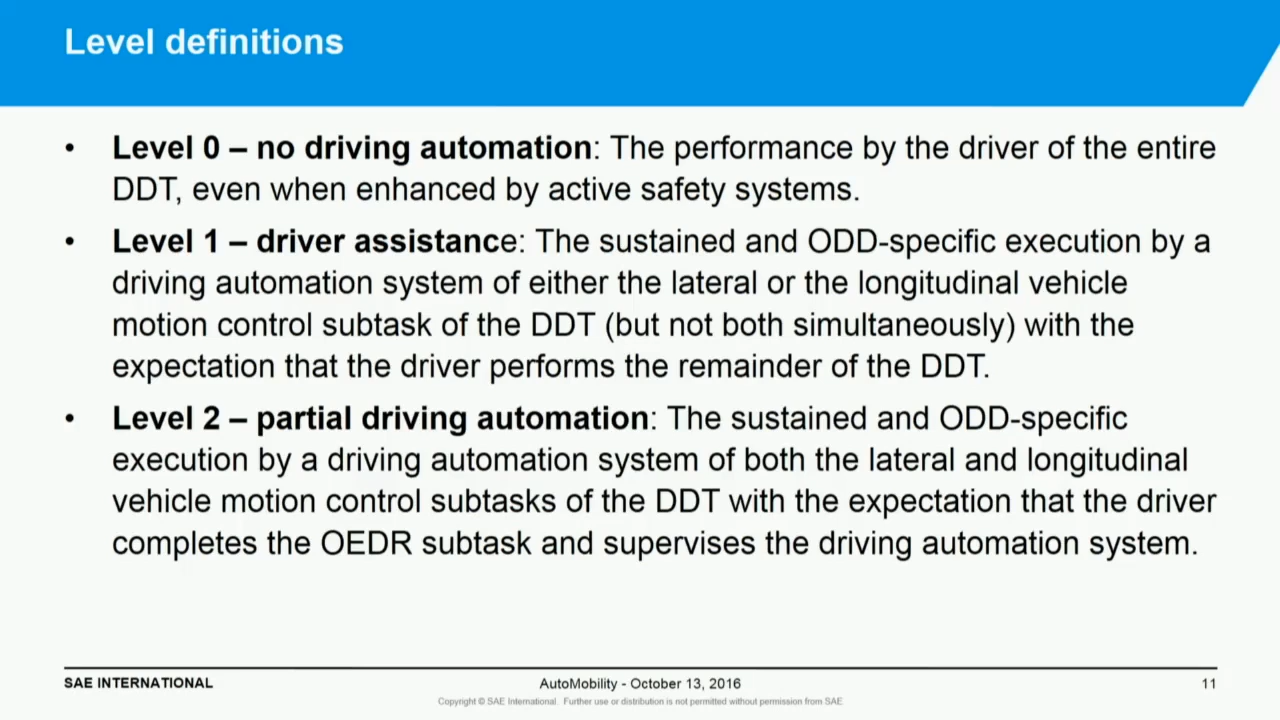 Level definitions
• Level 0 – no driving automation: The performance by the driver of the entire
DDT, even when enhanced by active safety systems.
• Level 1 – driver assistance: The sustained and ODD-specific execution by a
driving automation system of either the lateral or the longitudinal vehicle
motion control subtask of the DDT (but not both simultaneously) with the
expectation that the driver performs the remainder of the DDT.
• Level 2 – partial driving automation: The sustained and ODD-specific
execution by a driving automation system of both the lateral and longitudinal
vehicle motion control subtasks of the DDT with the expectation that the driver
completes the OEDR subtask and supervises the driving automation system.
SAE INTERNATIONAL
AutoMobility - October 13, 2016
11
Copyright © SAE International. Further use or distribution is not permitted without permission from SAE